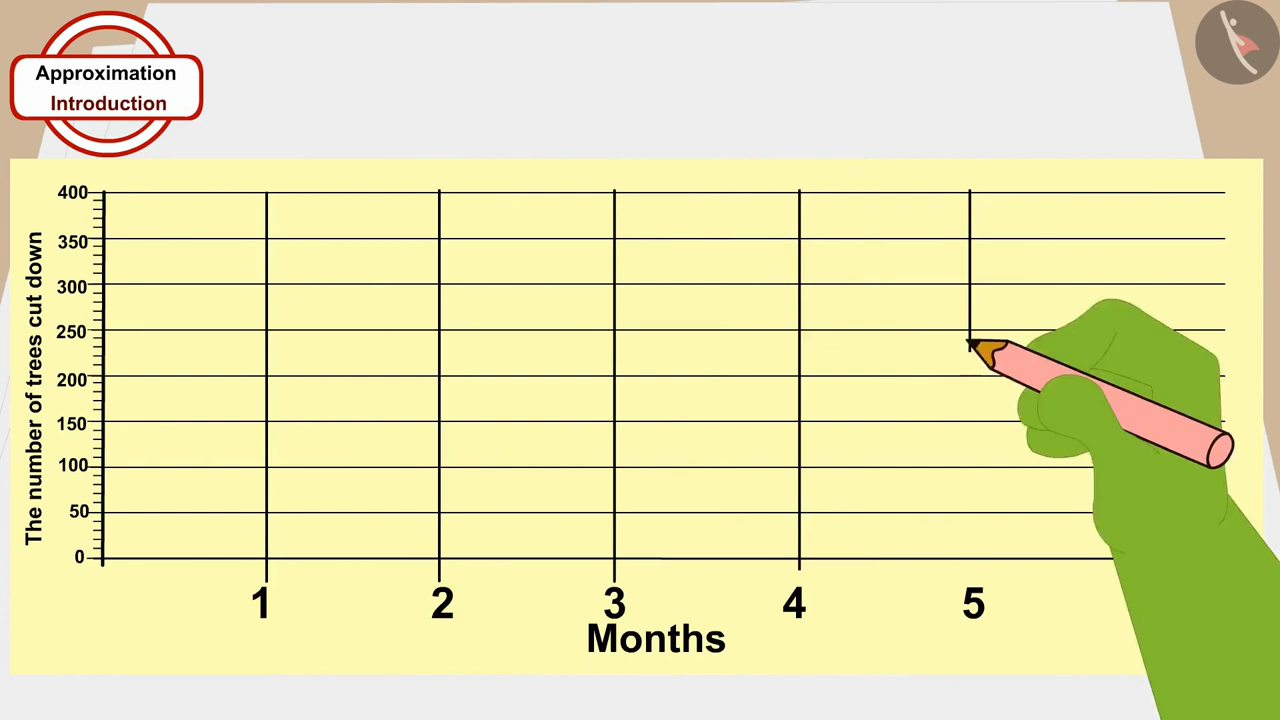 Approximation
Introduction
The number of trees cut down
400
350
300
250
200
150
100
50
0
1 2 3 4 5
Months